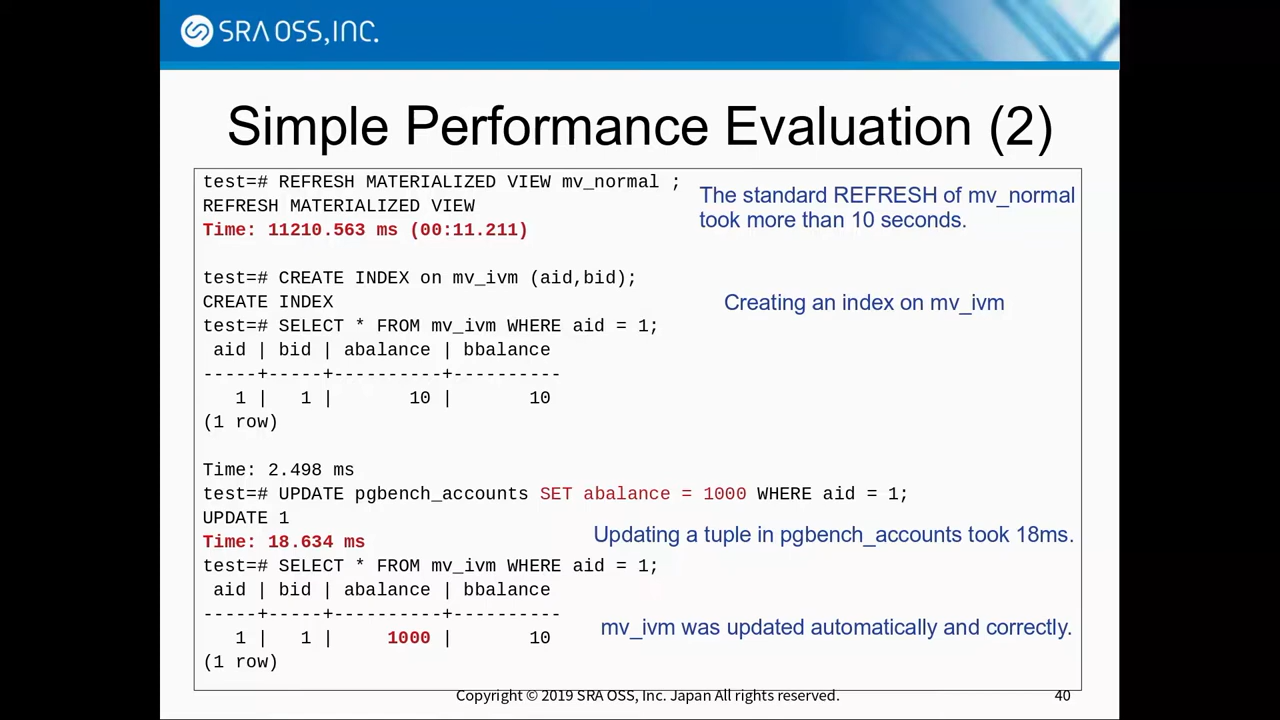 SRA OSS, INC.
Simple Performance Evaluation (2)
test=# REFRESH MATERIALIZED VIEW mv_normal ;
REFRESH MATERIALIZED VIEW
Time: 11210.563 ms (00:11.211)
The standard REFRESH of mv_normal
took more than 10 seconds.
test=# CREATE INDEX on mv_ivm (aid,bid);
CREATE INDEX
Creating an index on mv_ivm
test=# SELECT * FROM mv_ivm WHERE aid = 1;
 aid | bid | abalance | bbalance
-----+-----+----------+----------
   1 |   1 |       10 |       10
(1 row)
Time: 2.498 ms
test=# UPDATE pgbench_accounts SET abalance = 1000 WHERE aid = 1;
UPDATE 1
Time: 18.634 ms
Updating a tuple in pgbench_accounts took 18ms.
test=# SELECT * FROM mv_ivm WHERE aid = 1;
 aid | bid | abalance | bbalance
-----+-----+----------+----------
   1 |   1 |     1000 |       10
(1 row)
mv_ivm was updated automatically and correctly.
Copyright © 2019 SRA OSS, Inc. Japan All rights reserved.
40